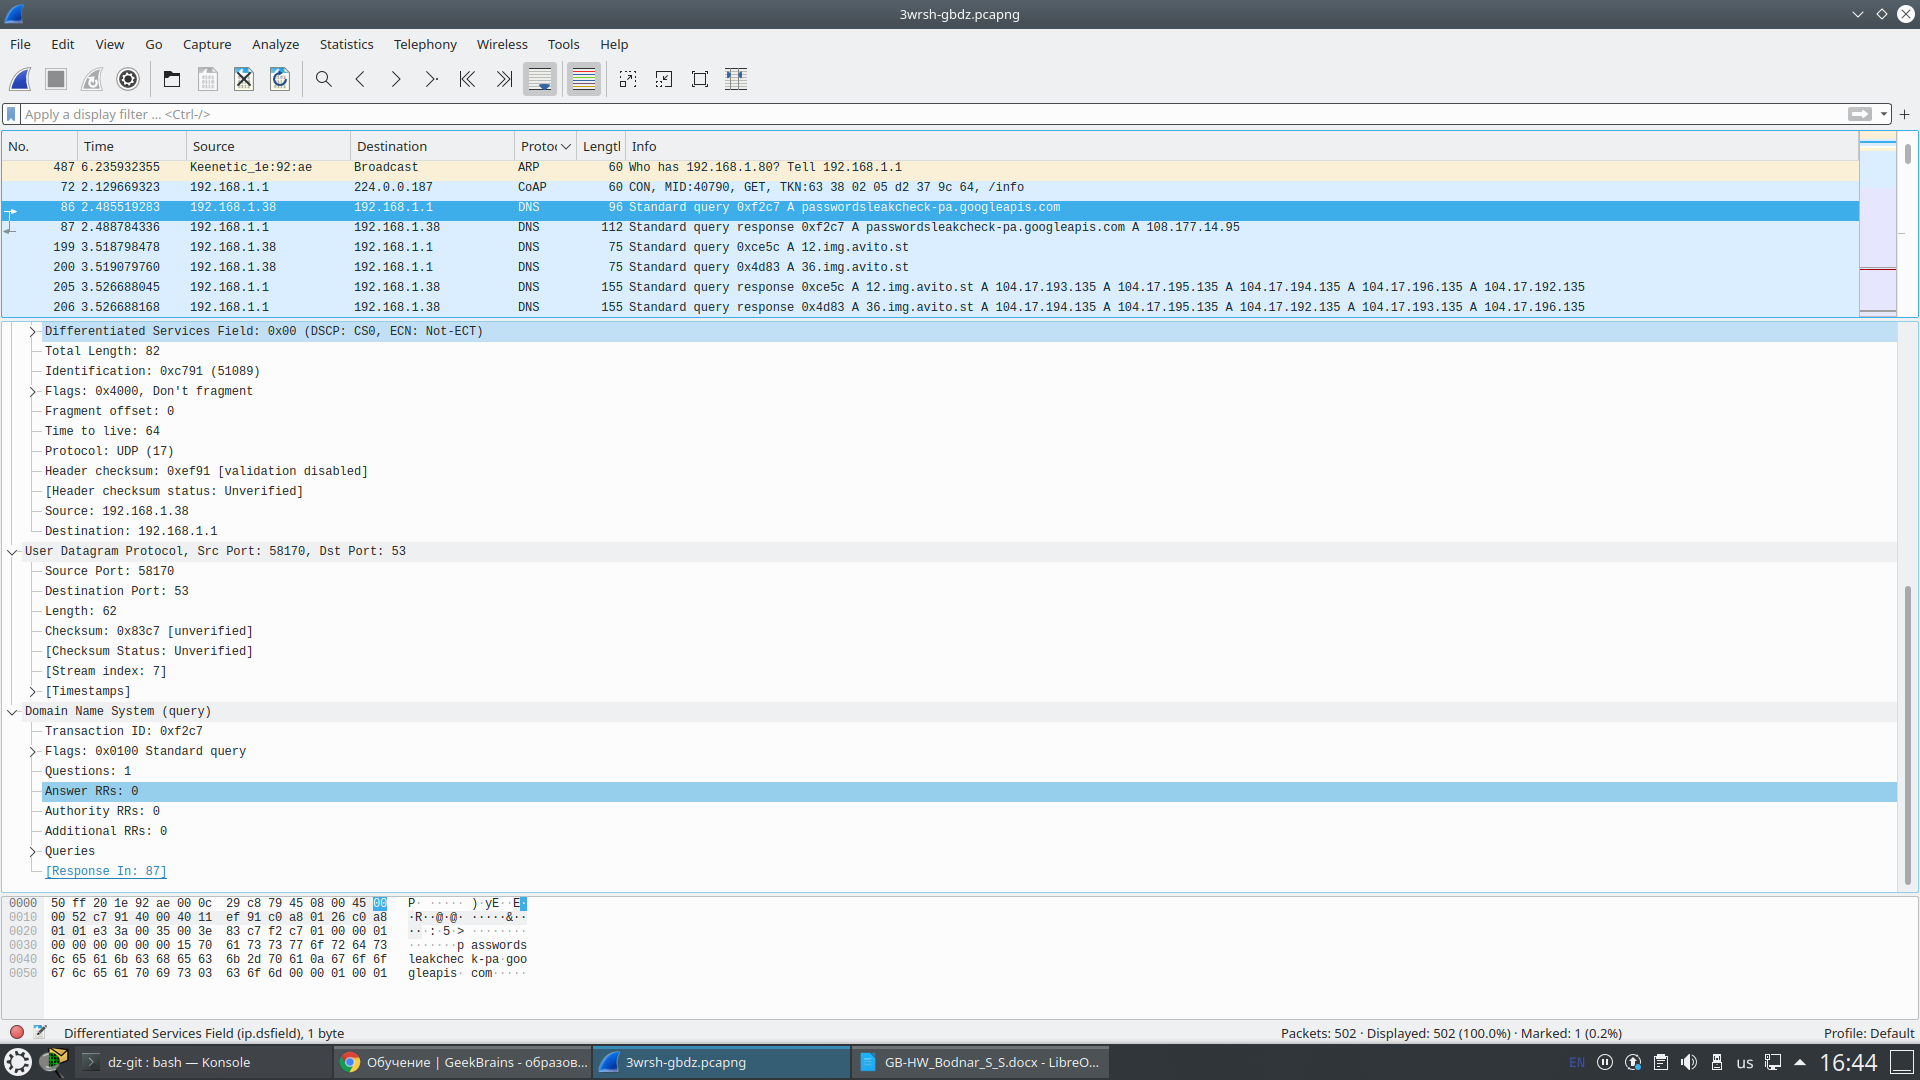 3wrsh-gbdz.pcapng
File Edit View Go Capture Analyze Statistics Telephony Wireless Tools Help
Apply a display filter ... <Ctrl-/>
No. Time Source Destination Protoc Lengtl Info
487 6.235932355 Keenetic_1e:92:ae Broadcast ARP 60 Who has 192.168.1.80? Tell 192.168.1.1
72 2.129669323 192.168.1.1 224.0.0.187 CoAP 60 CON, MID:40790, GET, TKN:63 38 02 05 d2 37 9c 64, /info
86 2.485519283 192.168.1.38 192.168.1.1 DNS 96 Standard query 0xf2c7 A passwordsleakcheck-pa.googleapis.com
87 2.488784336 192.168.1.1 192.168.1.38 DNS 112 Standard query response 0xf2c7 A passwordsleakcheck-pa.googleapis.com A 108.177.14.95
199 3.518798478 192.168.1.38 192.168.1.1 DNS 75 Standard query 0xce5c A 12.img.avito.st
200 3.519079760 192.168.1.38 192.168.1.1 DNS 75 Standard query 0x4d83 A 36.img.avito.st
205 3.526688045 192.168.1.1 192.168.1.38 DNS 155 Standard query response 0xce5c A 12.img.avito.st A 104.17.193.135 A 104.17.195.135 A 104.17.194.135 A 104.17.196.135 A 104.17.192.135
206 3.526688168 192.168.1.1 192.168.1.38 DNS 155 Standard query response 0x4d83 A 36.img.avito.st A 104.17.194.135 A 104.17.195.135 A 104.17.192.135 A 104.17.193.135 A 104.17.196.135
Differentiated Services Field: 0x00 (DSCP: CS0, ECN: Not-ECT)
Total Length: 82
Identification: 0xc791 (51089)
Flags: 0x4000, Don't fragment
Fragment offset: 0
Time to live: 64
Protocol: UDP (17)
Header checksum: 0xef91 [validation disabled]
[Header checksum status: Unverified]
Source: 192.168.1.38
Destination: 192.168.1.1
User Datagram Protocol, Src Port: 58170, Dst Port: 53
Source Port: 58170
Destination Port: 53
Length: 62
Checksum: 0x83c7 [unverified]
[Checksum Status: Unverified]
[Stream index: 7]
[Timestamps]
Domain Name System (query)
Transaction ID: 0xf2c7
Flags: 0x0100 Standard query
Questions: 1
Answer RRs: 0
Authority RRs: 0
Additional RRs: 0
Queries
[Response In: 87]
0000 50 ff 20 1e 92 ae 00 0c 29 c8 79 45 08 00 45 00 P· ····· )·yE··E·
0010 00 52 c7 91 40 00 40 11 ef 91 c0 a8 01 26 c0 a8 ·R··@·@· ·····&··
0020 01 01 e3 3a 00 35 00 3e 83 c7 f2 c7 01 00 00 01 ···:·5·> ········
0030 00 00 00 00 00 00 15 70 61 73 73 77 6f 72 64 73 ·······p asswords
0040 6c 65 61 6b 63 68 65 63 6b 2d 70 61 0a 67 6f 6f leakchec k-pa·goo
0050 67 6c 65 61 70 69 73 03 63 6f 6d 00 00 01 00 01 gleapis· com·····
Differentiated Services Field (ip.dsfield), 1 byte Packets: 502 · Displayed: 502 (100.0%) · Marked: 1 (0.2%) Profile: Default
dz-git : bash — Konsole Обучение | GeekBrains - образов... 3wrsh-gbdz.pcapng GB-HW_Bodnar_S_S.docx - LibreO... EN us 16:44